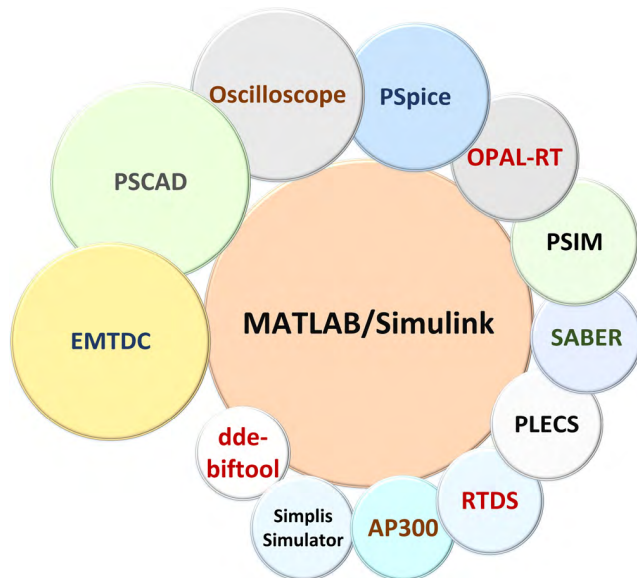 Oscilloscope
PSpice
OPAL-RT
PSCAD
PSIM
MATLAB/Simulink
SABER
EMTDC
PLECS
dde-
biftool
RTDS
Simplis
Simulator
AP300